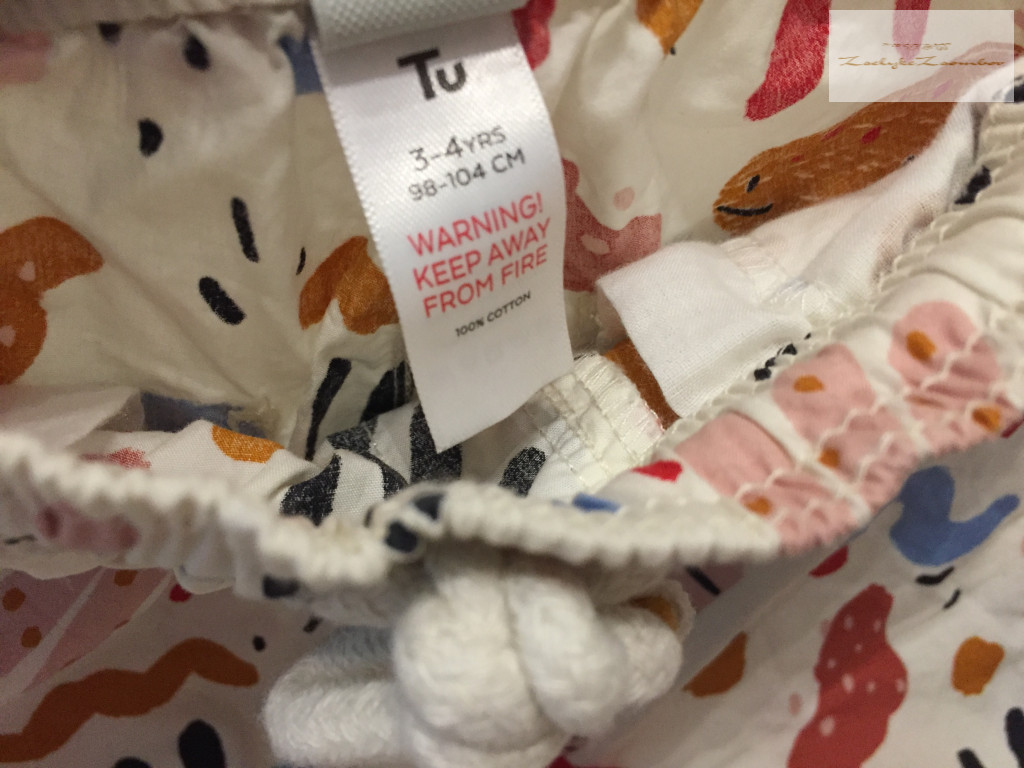 Tu
3-4YRS
98-104 CM
WARNING!
KEEP AWAY
FROM FIRE
100% COTTON